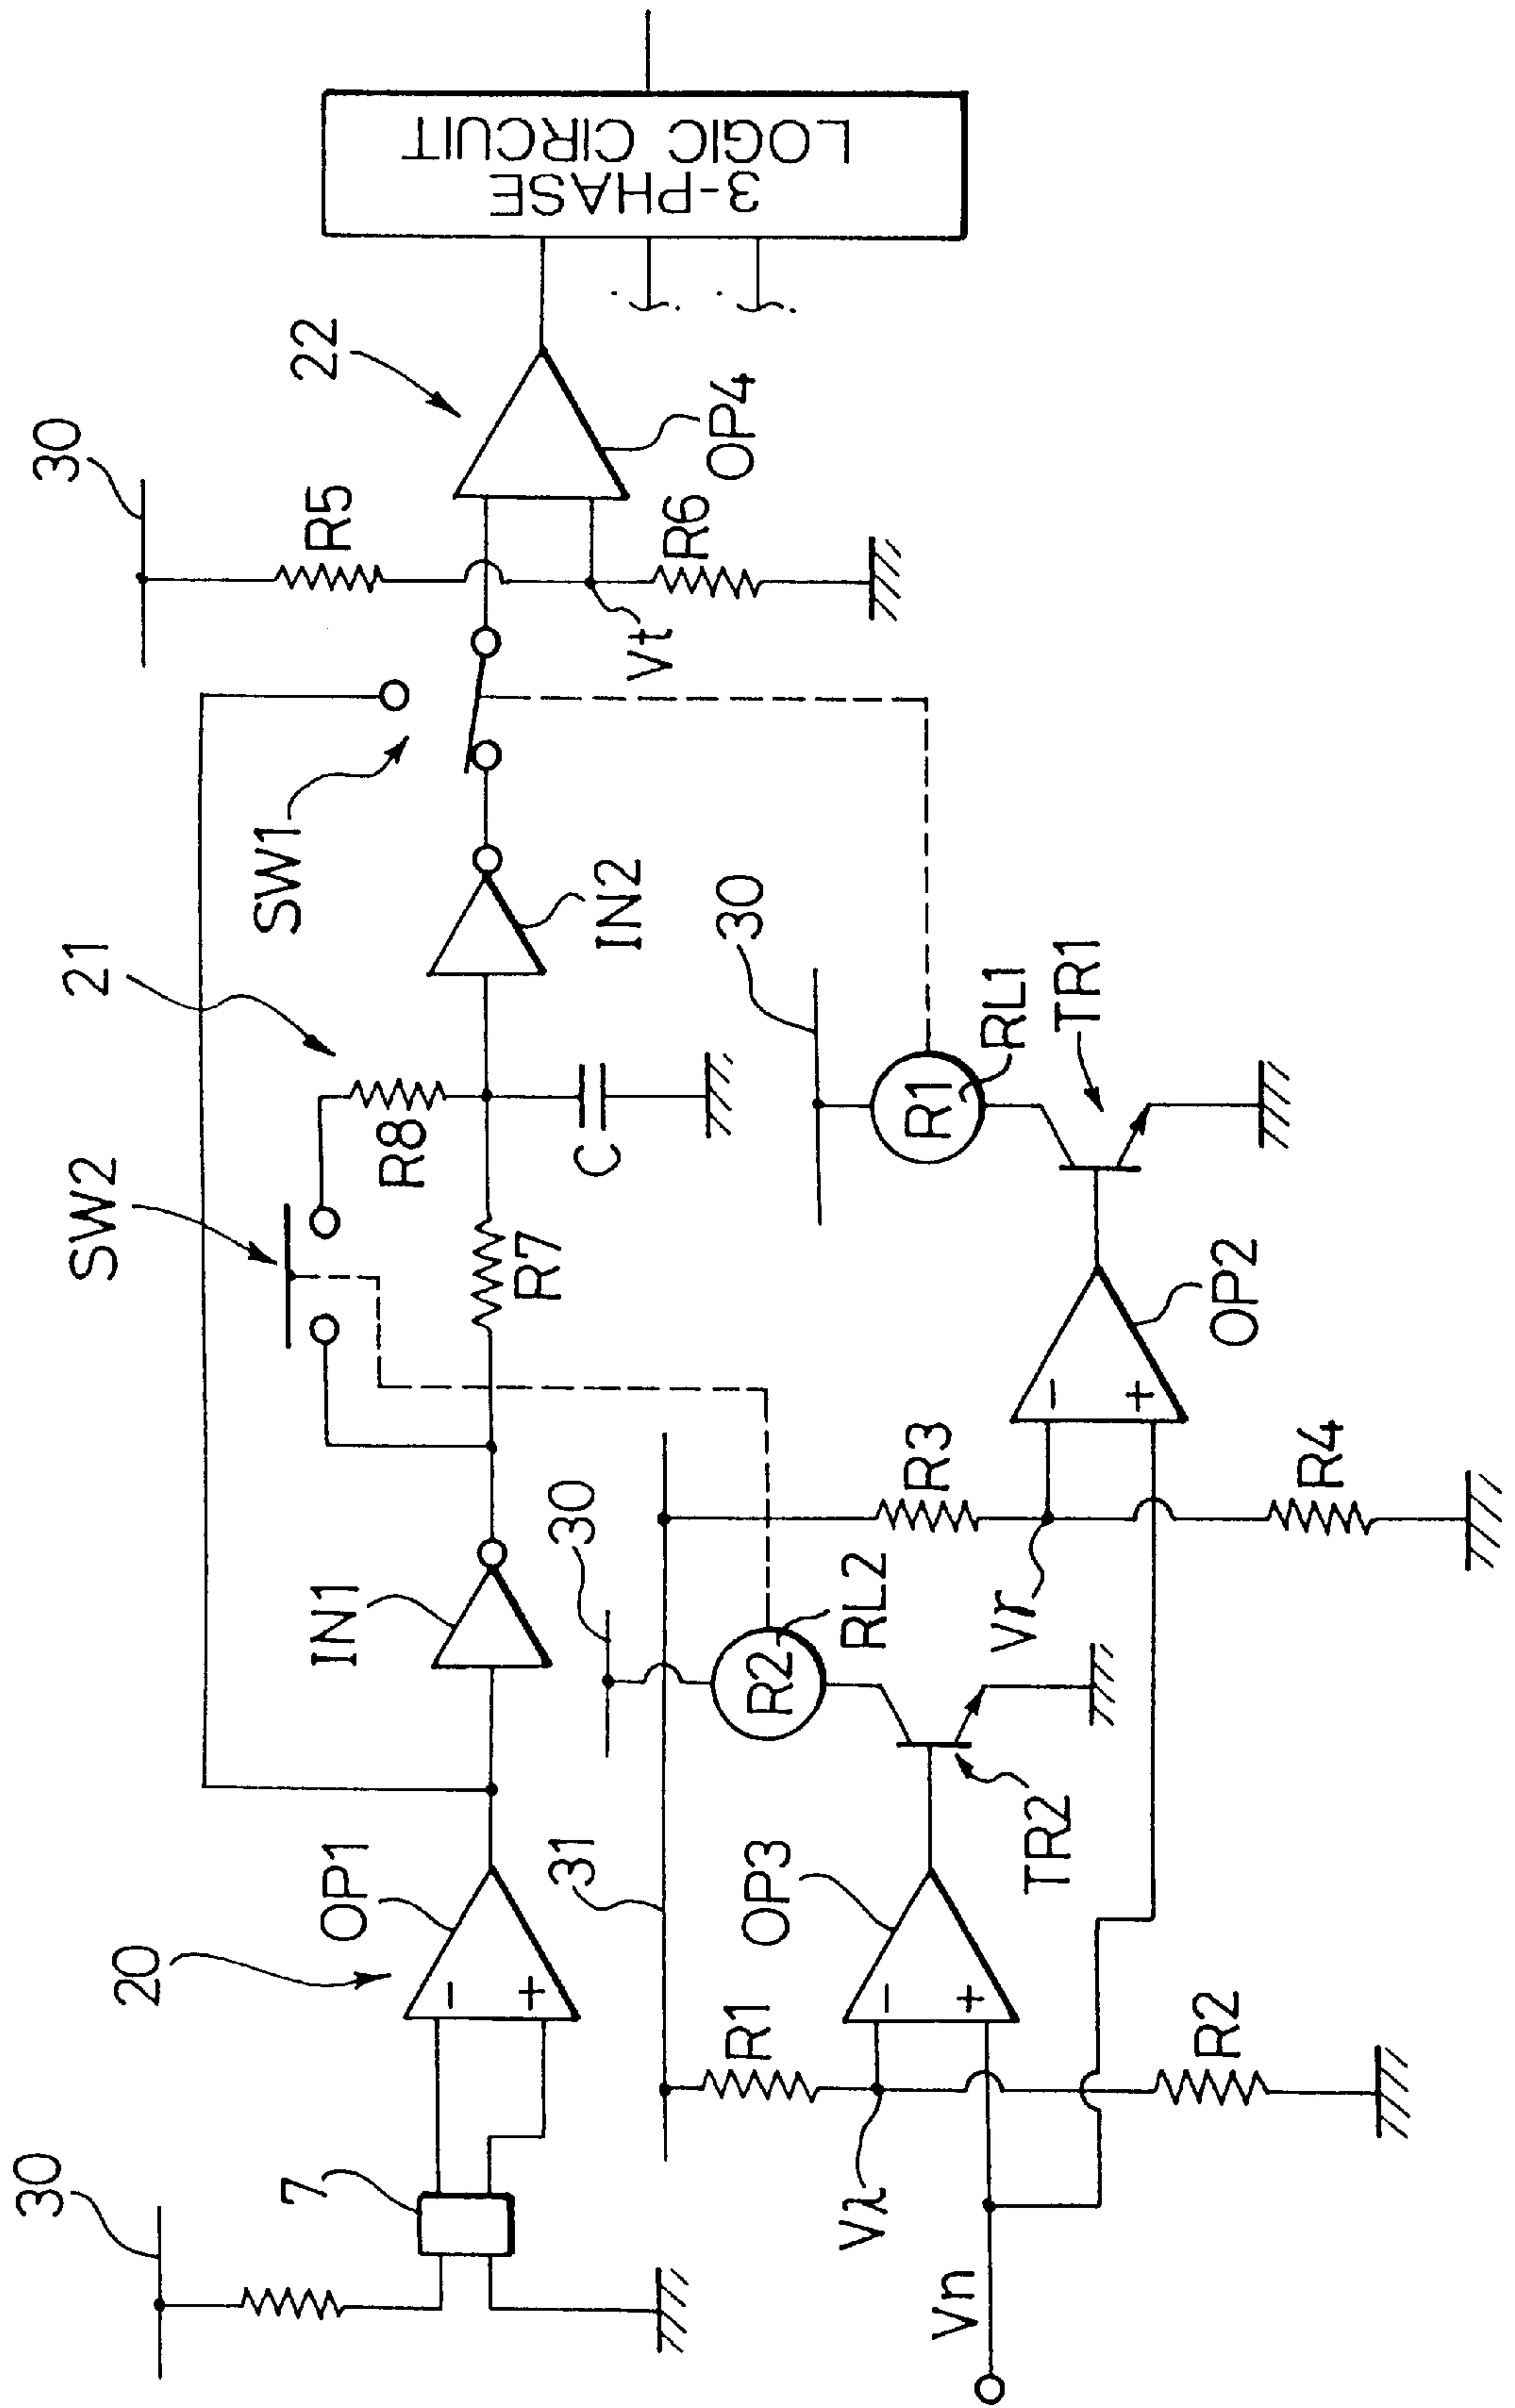 30
7
20
OP1
IN1
SW2
R8
21
R7
C
IN2
SW1
30
R5
22
OP4
R6
Vt
3-PHASE
LOGIC CIRCUIT
31
30
R2
RL2
R1
Vλ
OP3
TR2
R2
Vn
R3
Vr
R4
OP2
30
R1
RL1
TR1